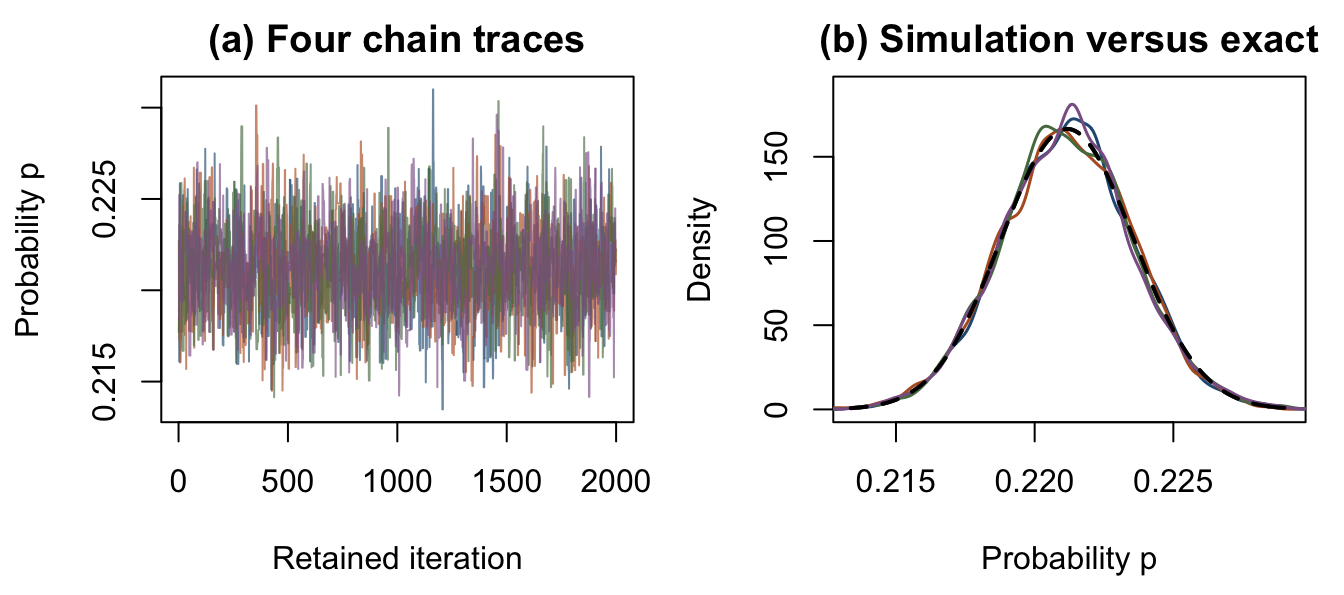 (a) Four chain traces
Probability p
0.225
0.215
0
500
1000
1500
2000
Retained iteration
(b) Simulation versus exact
Density
150
100
50
0
0.215
0.220
0.225
Probability p